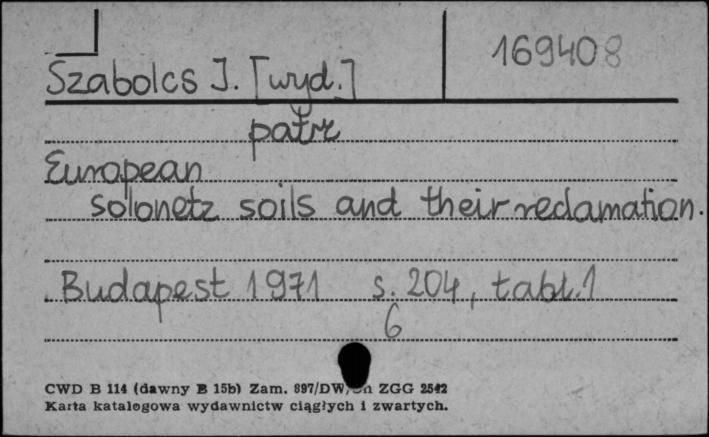 169408
Szabolcs J. [wyd.]
patrz
European
solonetz soils and their reclamation.
Budapest 1971 s. 204, tabl. 1
6
CWD B 114 (dawny B 15b) Zam. 897/DW, ZGG 2542
Karta katalogowa wydawnictw ciągłych i zwartych.